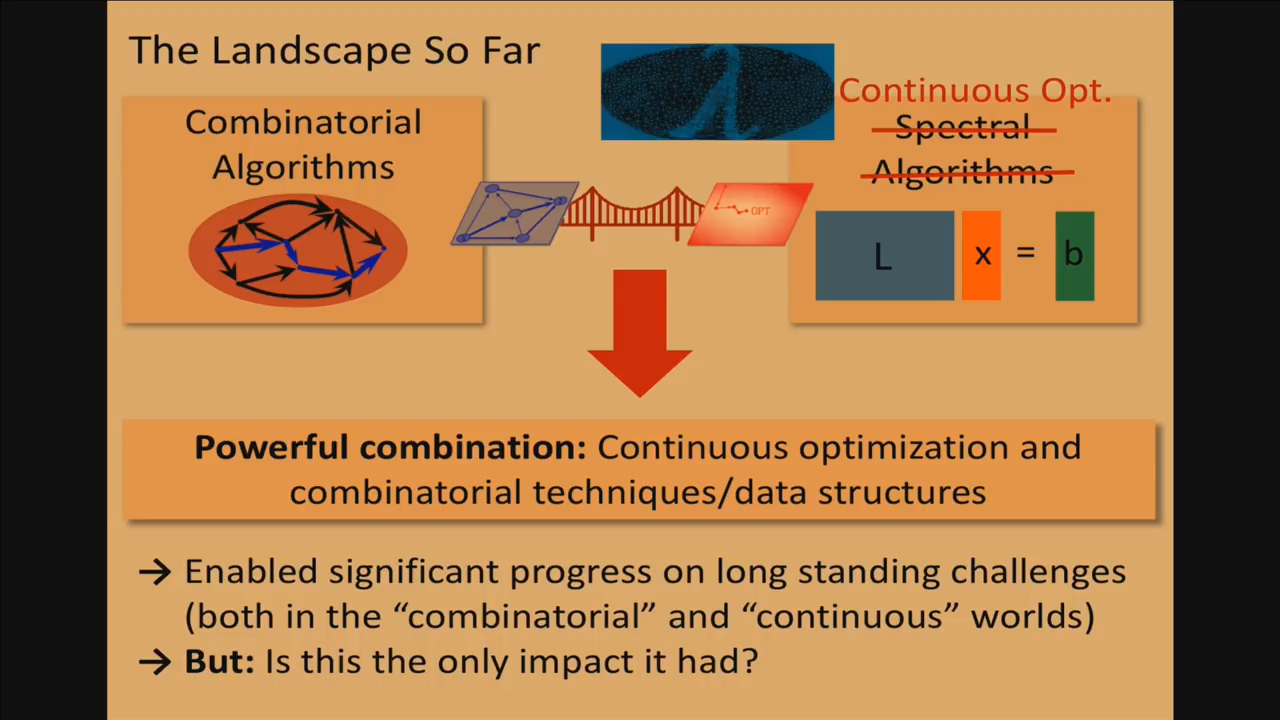 The Landscape So Far
Combinatorial
Algorithms
λ
OPT
Continuous Opt.
Spectral
Algorithms
L x = b
Powerful combination: Continuous optimization and
combinatorial techniques/data structures
→ Enabled significant progress on long standing challenges
(both in the “combinatorial” and “continuous” worlds)
→ But: Is this the only impact it had?